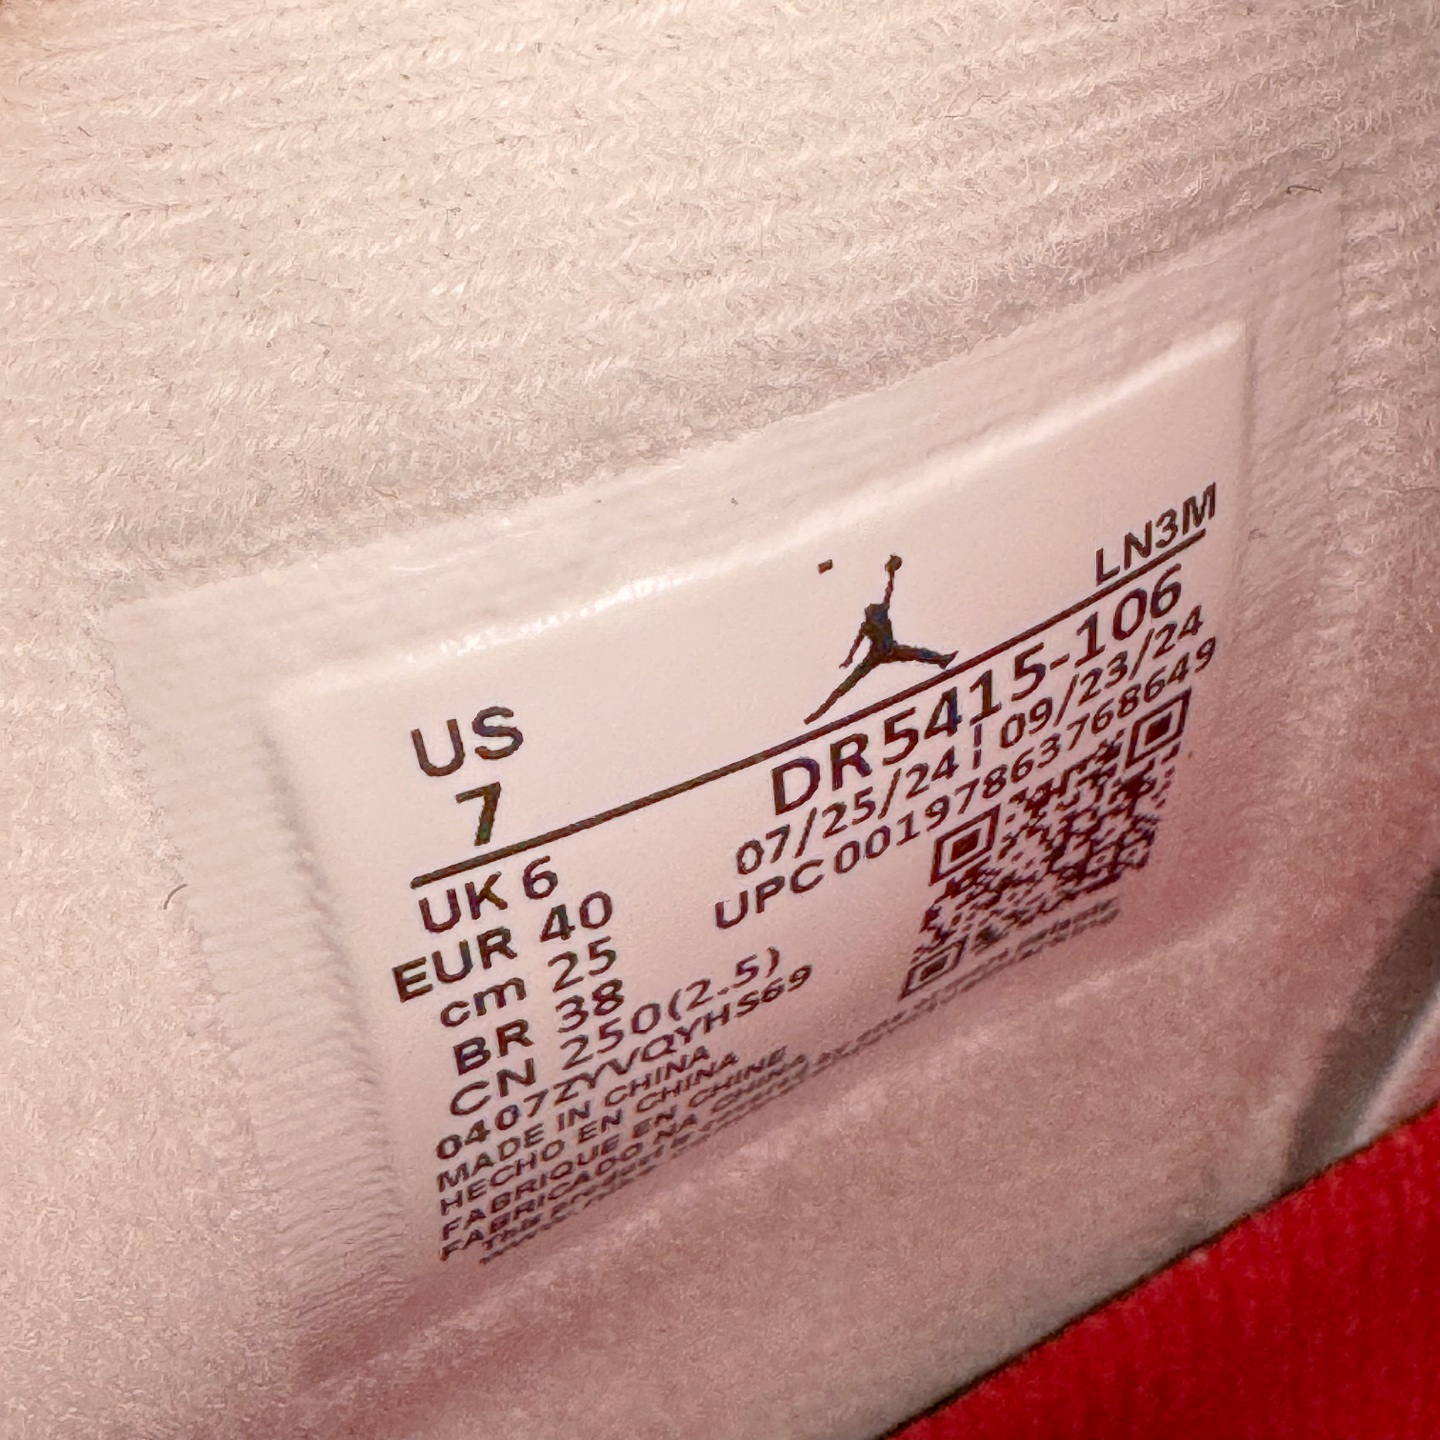 US
7
LN3M
DR5415-106
07/25/24 | 09/23/24
UPC 00197863768649
UK 6
EUR 40
cm 25
BR 38
CN 250(2.5)
0407ZYVQYHS69
MADE IN CHINA
HECHO EN CHINA
FABRIQUE EN CHINE
FABRICADO NA CHINA